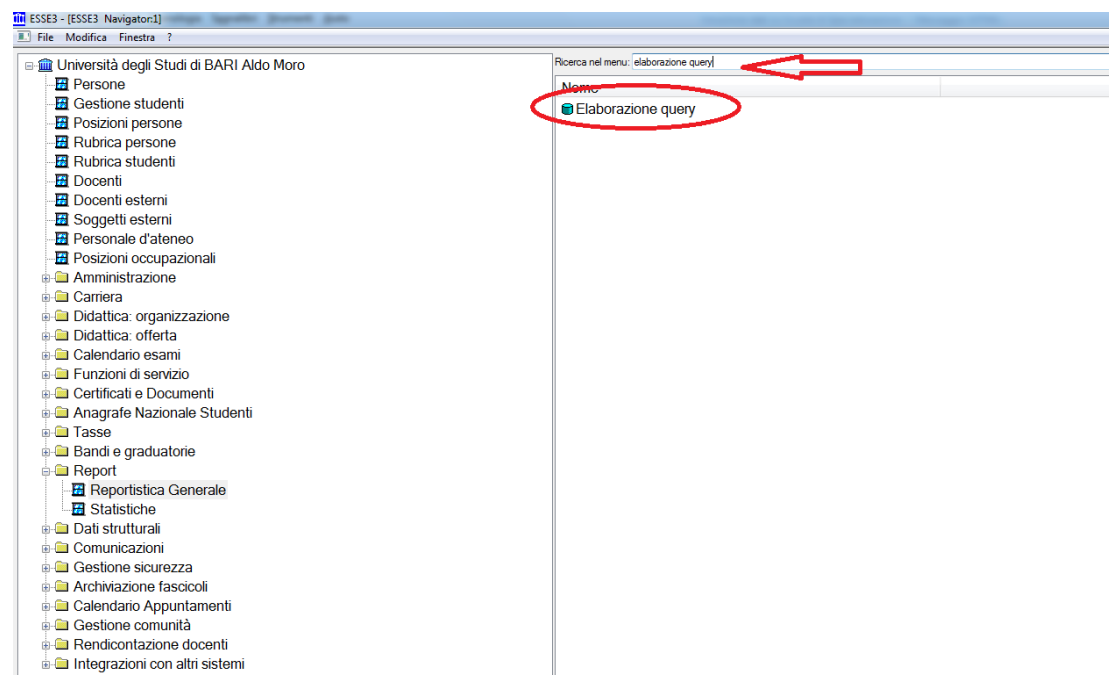 ESSE3 - [ESSE3 Navigator:1]
File Modifica Finestra ?
Università degli Studi di BARI Aldo Moro
Persone
Gestione studenti
Posizioni persone
Rubrica persone
Rubrica studenti
Docenti
Docenti esterni
Soggetti esterni
Personale d'ateneo
Posizioni occupazionali
Amministrazione
Carriera
Didattica: organizzazione
Didattica: offerta
Calendario esami
Funzioni di servizio
Certificati e Documenti
Anagrafe Nazionale Studenti
Tasse
Bandi e graduatorie
Report
Reportistica Generale
Statistiche
Dati strutturali
Comunicazioni
Gestione sicurezza
Archiviazione fascicoli
Calendario Appuntamenti
Gestione comunità
Rendicontazione docenti
Integrazioni con altri sistemi
Ricerca nel menu: elaborazione query
Nome
Elaborazione query